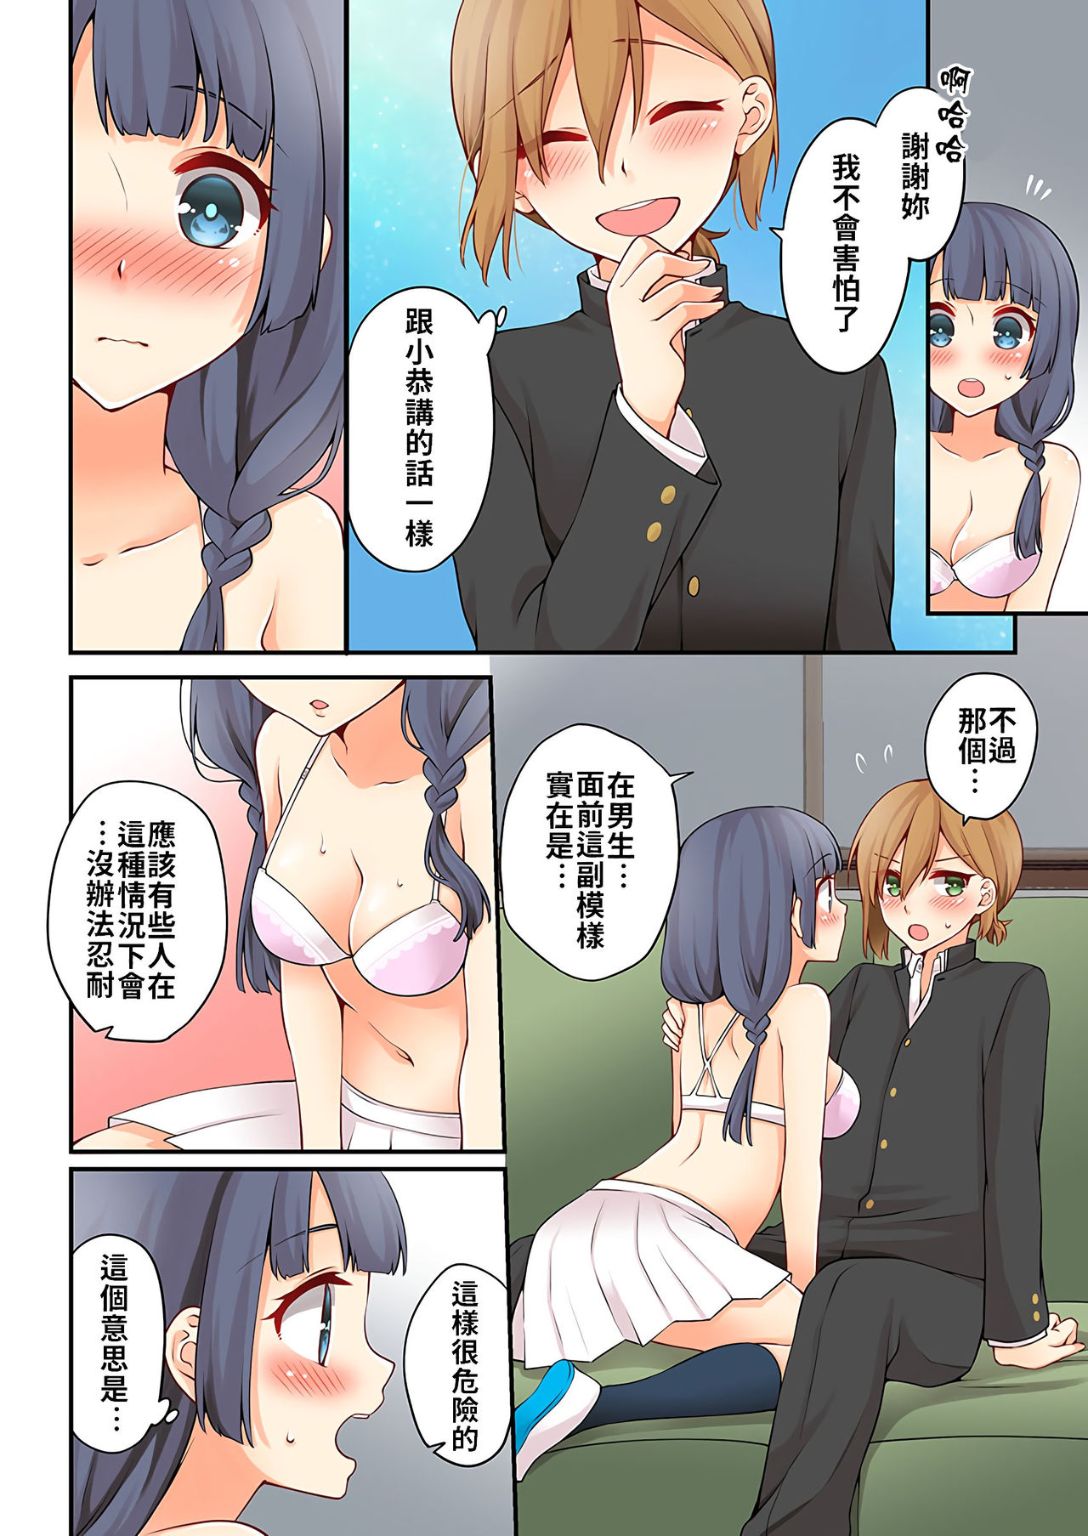 啊哈哈
謝謝妳
我不會害怕了
跟小恭講的話一樣
不過
那個…
在男生…
面前這副模樣
實在是…
應該有些人在
這種情況下會
…沒辦法忍耐
這樣很危險的
這個意思是…